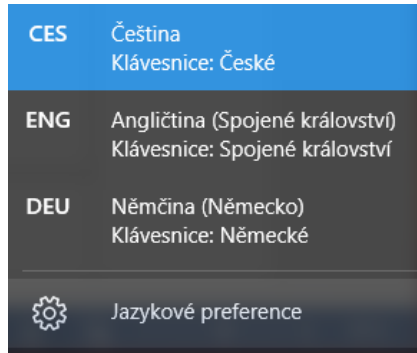 CES Čeština
Klávesnice: České
ENG Angličtina (Spojené království)
Klávesnice: Spojené království
DEU Němčina (Německo)
Klávesnice: Německé
Jazykové preference